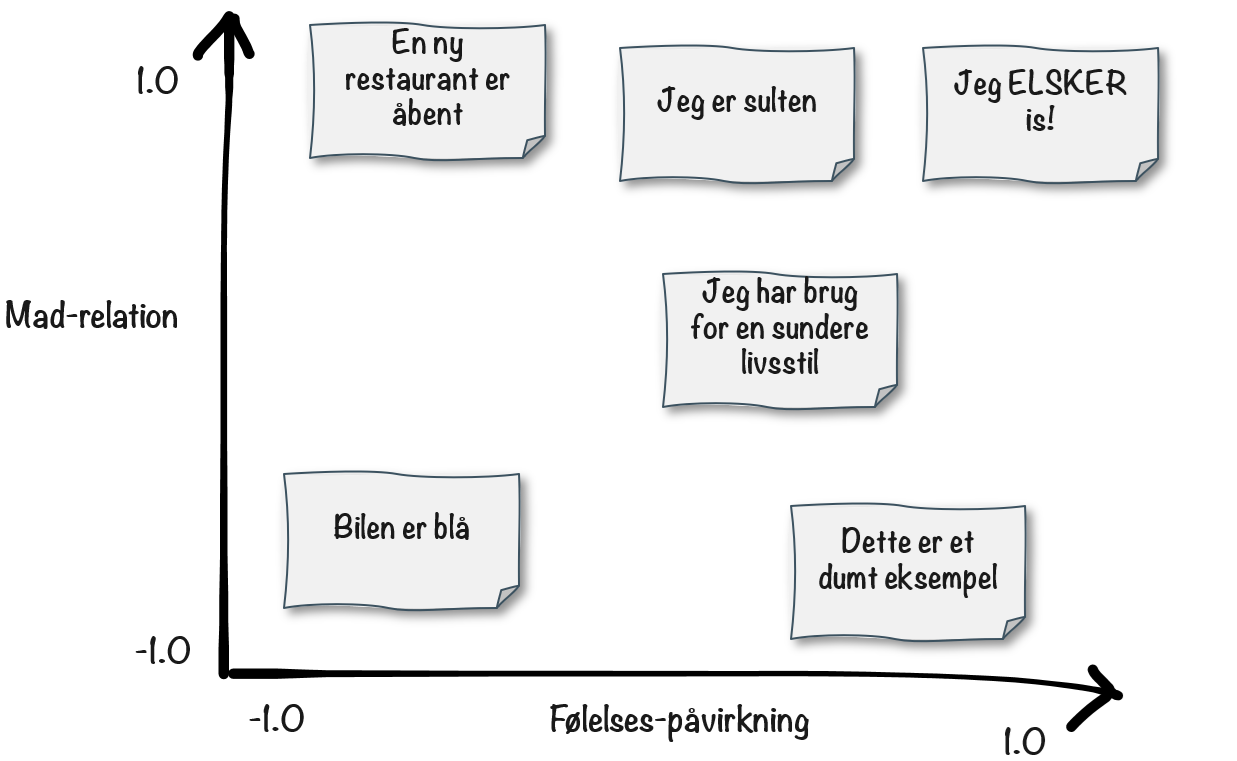 1.0
En ny
restaurant er
åbent
Jeg er sulten
Jeg ELSKER
is!
Mad-relation
Jeg har brug
for en sundere
livsstil
Bilen er blå
Dette er et
dumt eksempel
-1.0
-1.0
Følelses-påvirkning
1.0